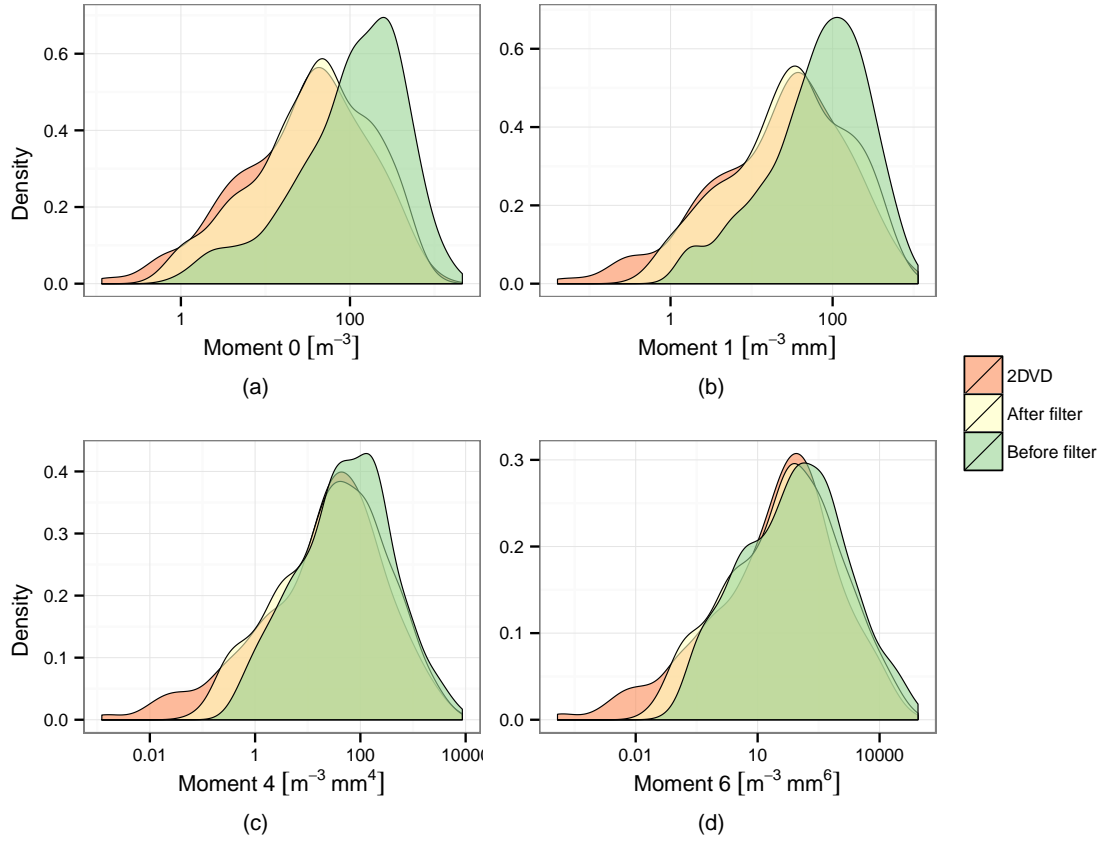 Density
0.6
0.4
0.2
0.0
1
100
Moment 0 [m⁻³]
(a)
0.6
0.4
0.2
0.0
1
100
Moment 1 [m⁻³ mm]
(b)
2DVD
After filter
Before filter
Density
0.4
0.3
0.2
0.1
0.0
0.01
1
100
10000
Moment 4 [m⁻³ mm⁴]
(c)
0.3
0.2
0.1
0.0
0.01
10
10000
Moment 6 [m⁻³ mm⁶]
(d)